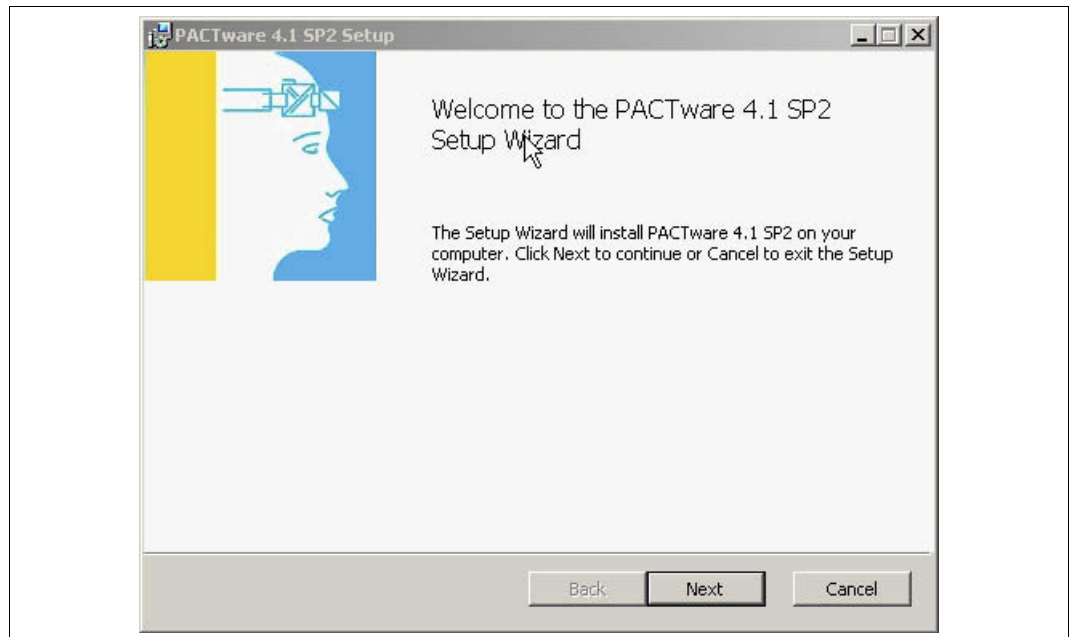 PACTware 4.1 SP2 Setup
Welcome to the PACTware 4.1 SP2
Setup Wizard
The Setup Wizard will install PACTware 4.1 SP2 on your
computer. Click Next to continue or Cancel to exit the Setup
Wizard.
Back Next Cancel